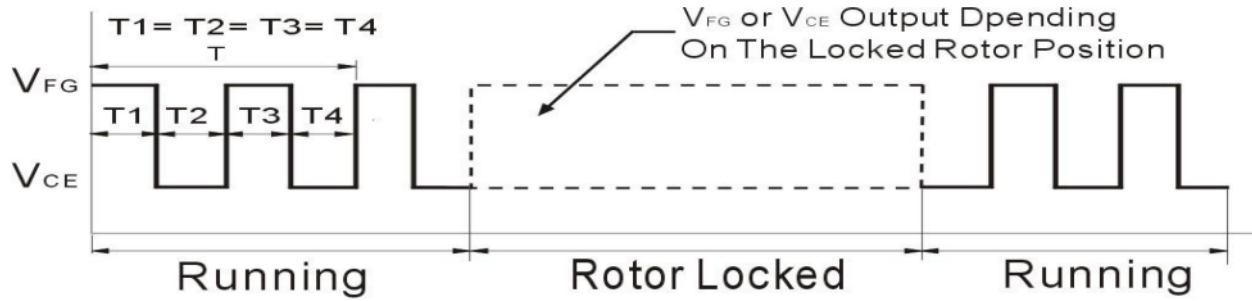 T1= T2= T3= T4
T
VFG or VCE Output Dpending
On The Locked Rotor Position
VFG
T1 T2 T3 T4
VCE
Running Rotor Locked Running